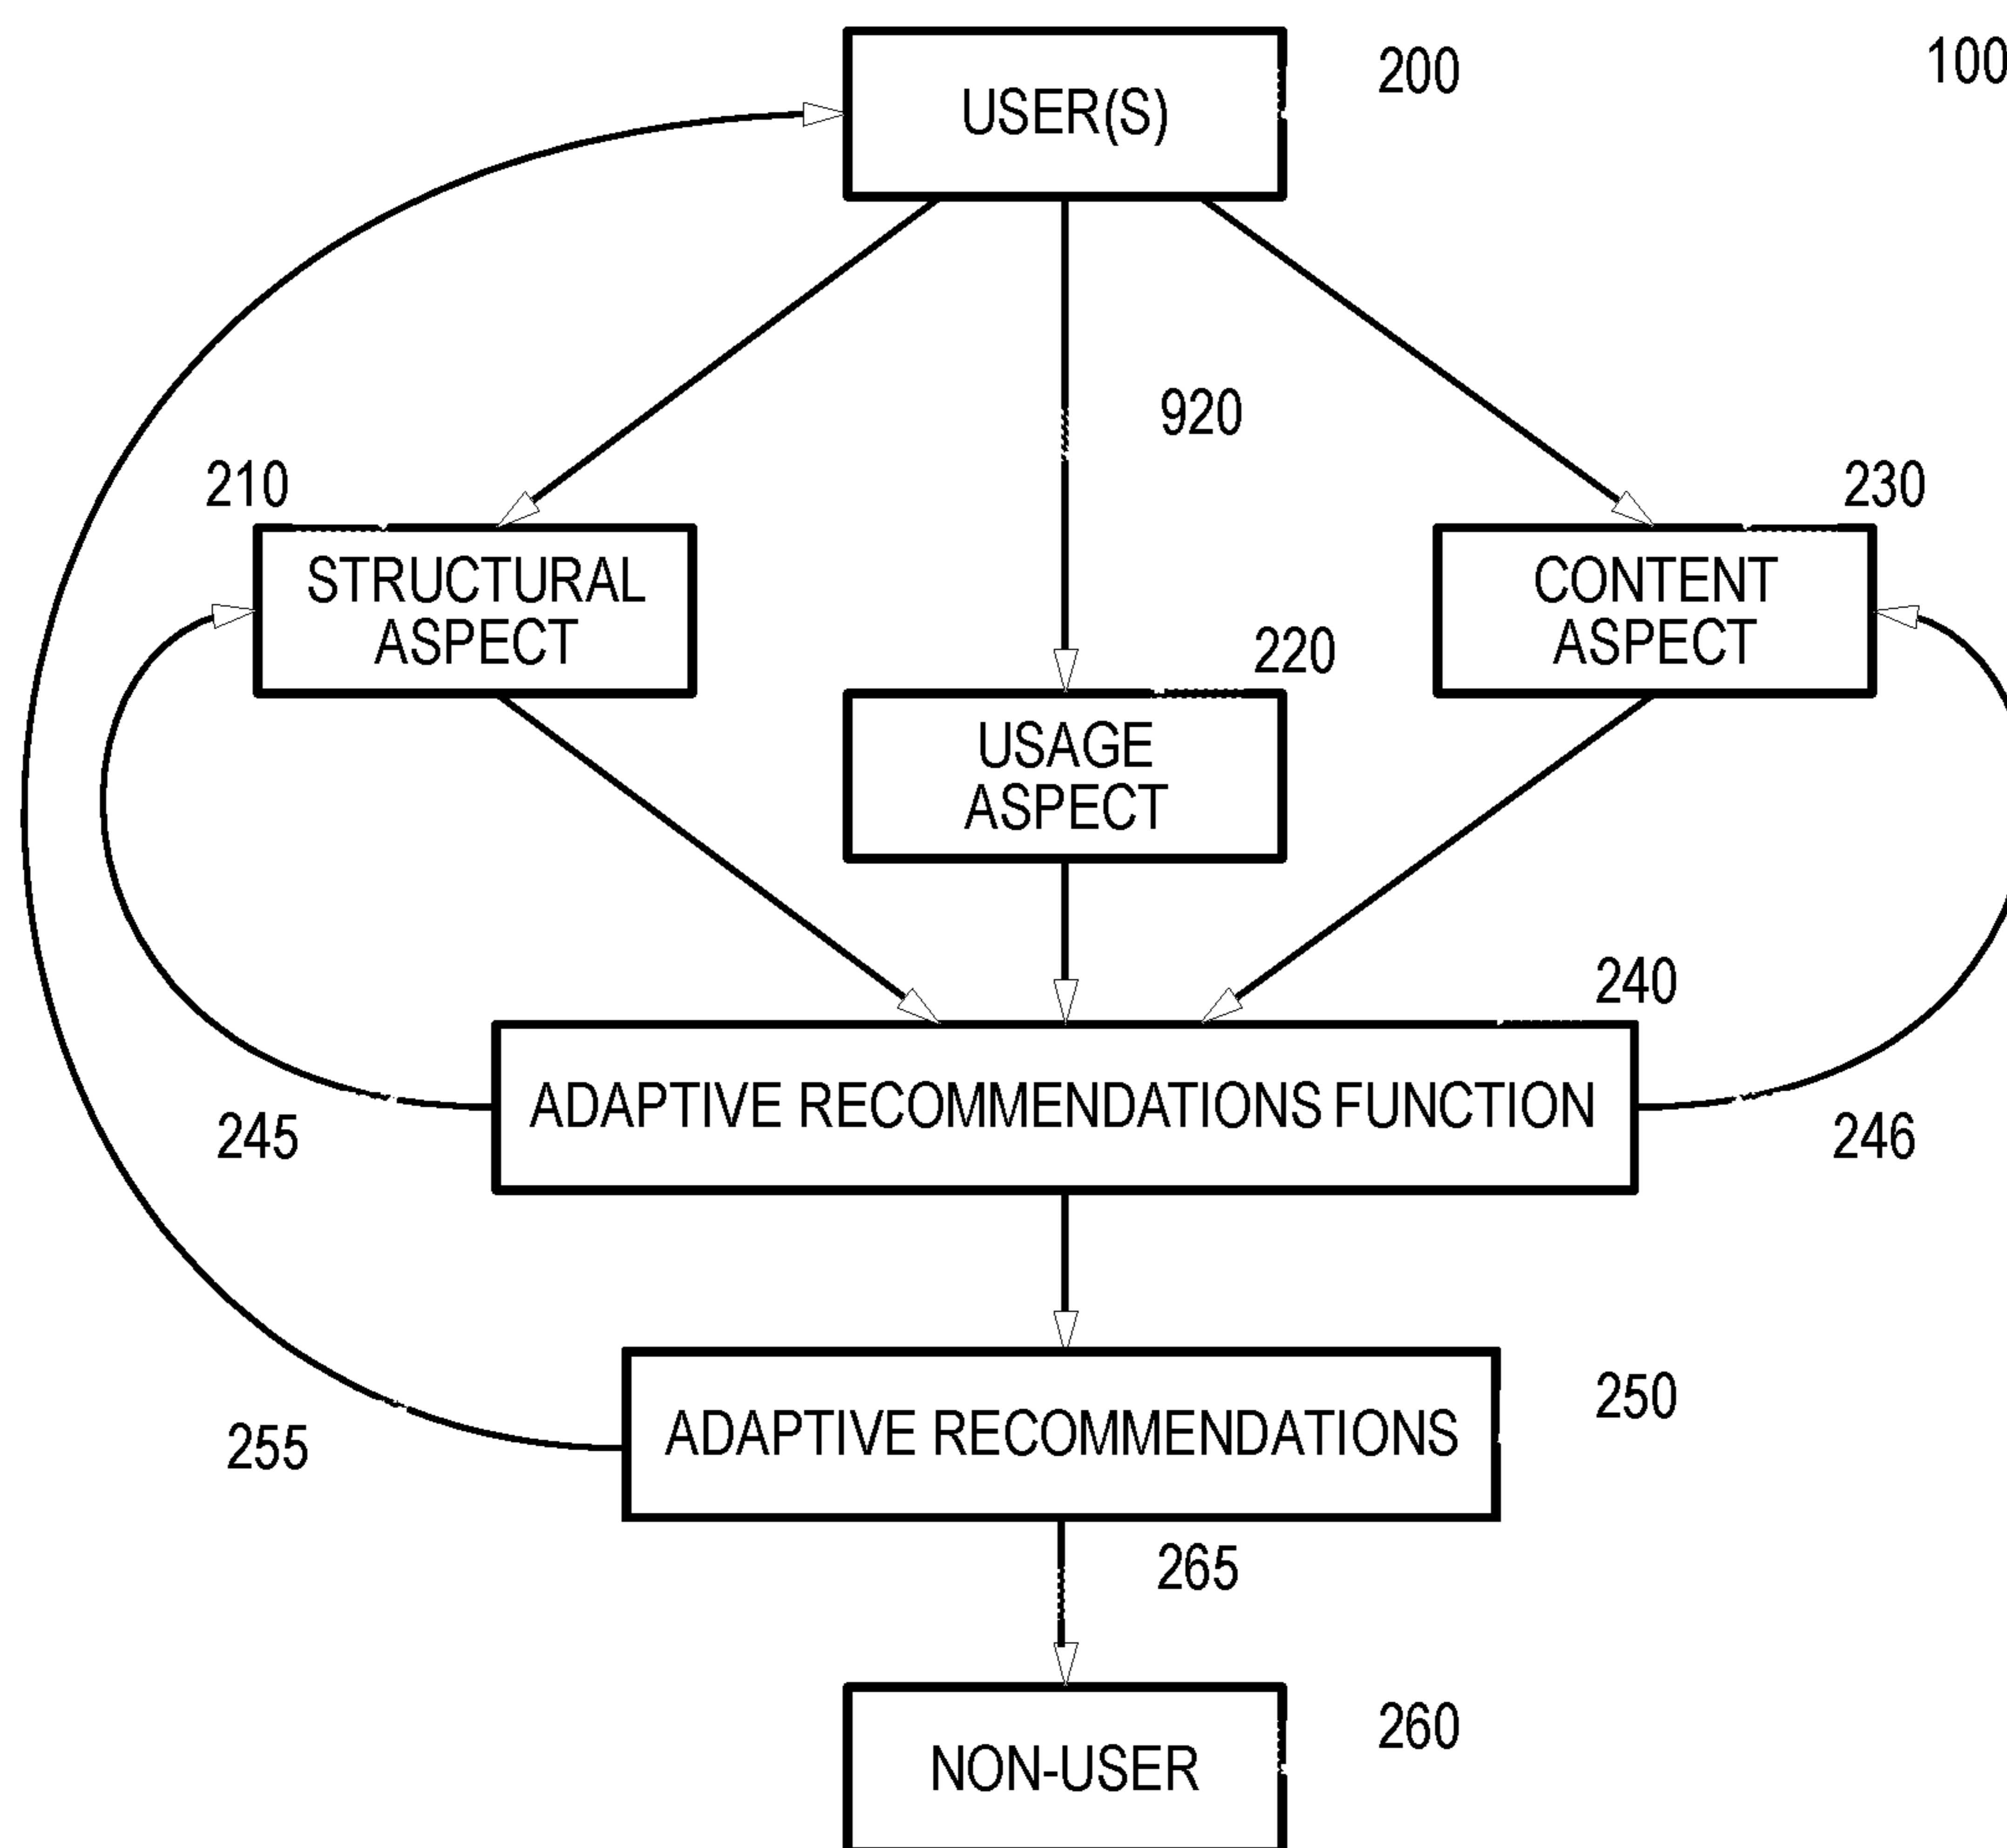 100
USER(S)
200
920
210
230
STRUCTURAL
ASPECT
CONTENT
ASPECT
220
USAGE
ASPECT
240
ADAPTIVE RECOMMENDATIONS FUNCTION
245
246
250
ADAPTIVE RECOMMENDATIONS
255
265
260
NON-USER